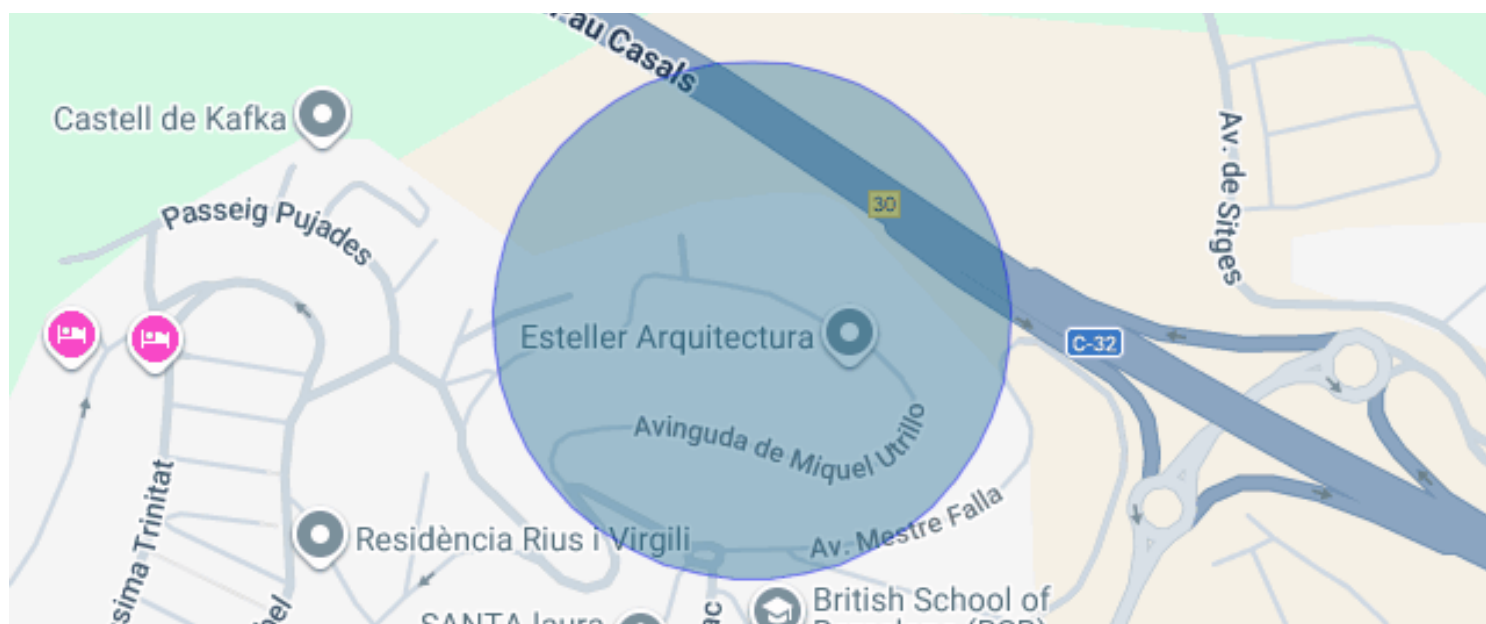 au Casals
Castell de Kafka
Av. de Sitges
30
Passeig Pujades
Esteller Arquitectura
C-32
Avinguda de Miquel Utrillo
Av. Mestre Falla
Residència Rius i Virgili
British School of